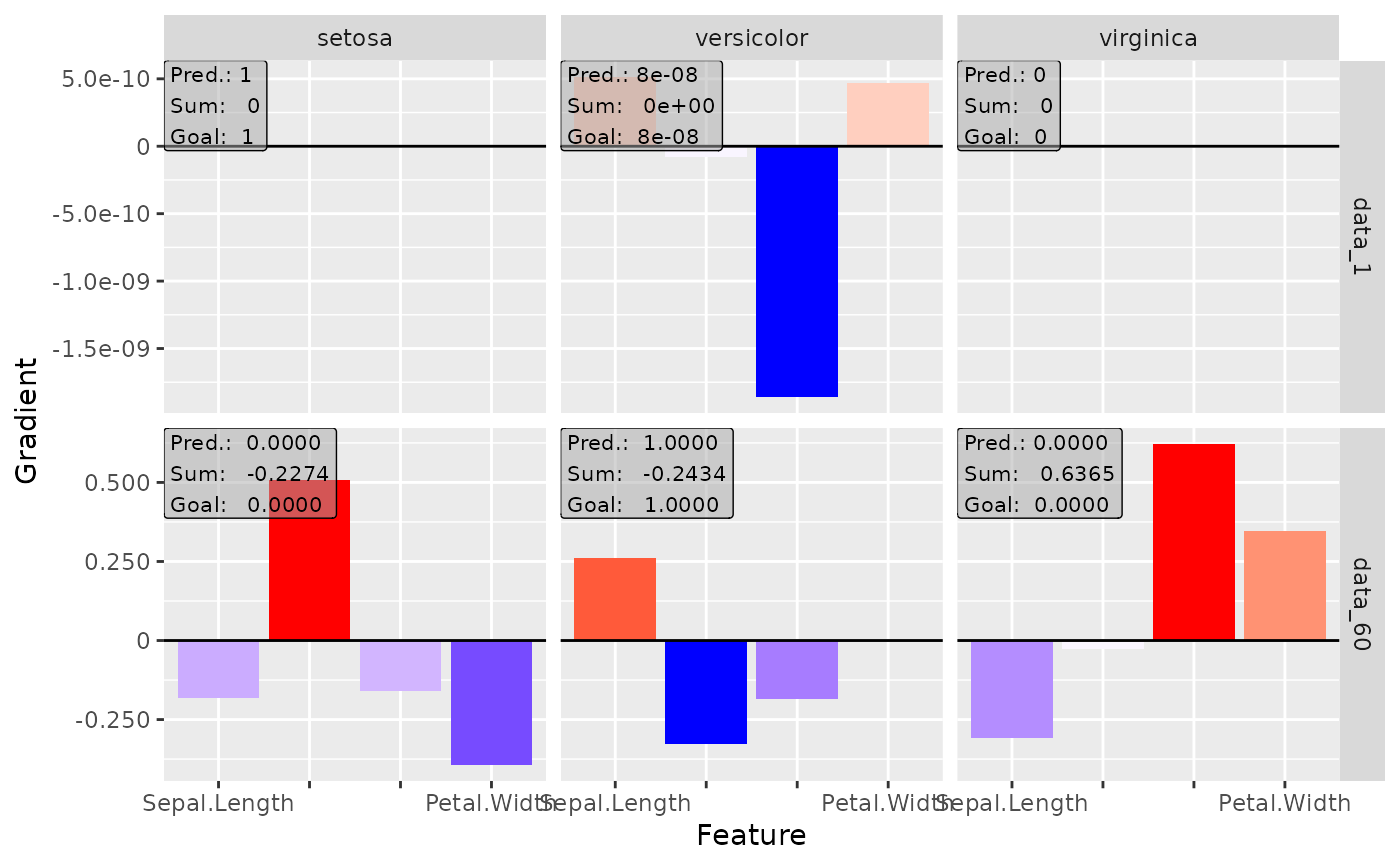 setosa
versicolor
virginica
Pred.: 1
Sum: 0
Goal: 1
Pred.: 8e-08
Sum: 0e+00
Goal: 8e-08
Pred.: 0
Sum: 0
Goal: 0
5.0e-10
0
-5.0e-10
-1.0e-09
-1.5e-09
data_1
Gradient
Pred.: 0.0000
Sum: -0.2274
Goal: 0.0000
Pred.: 1.0000
Sum: -0.2434
Goal: 1.0000
Pred.: 0.0000
Sum: 0.6365
Goal: 0.0000
0.500
0.250
0
-0.250
data_60
Sepal.Length
Petal.Width
Sepal.Length
Petal.Width
Sepal.Length
Petal.Width
Feature